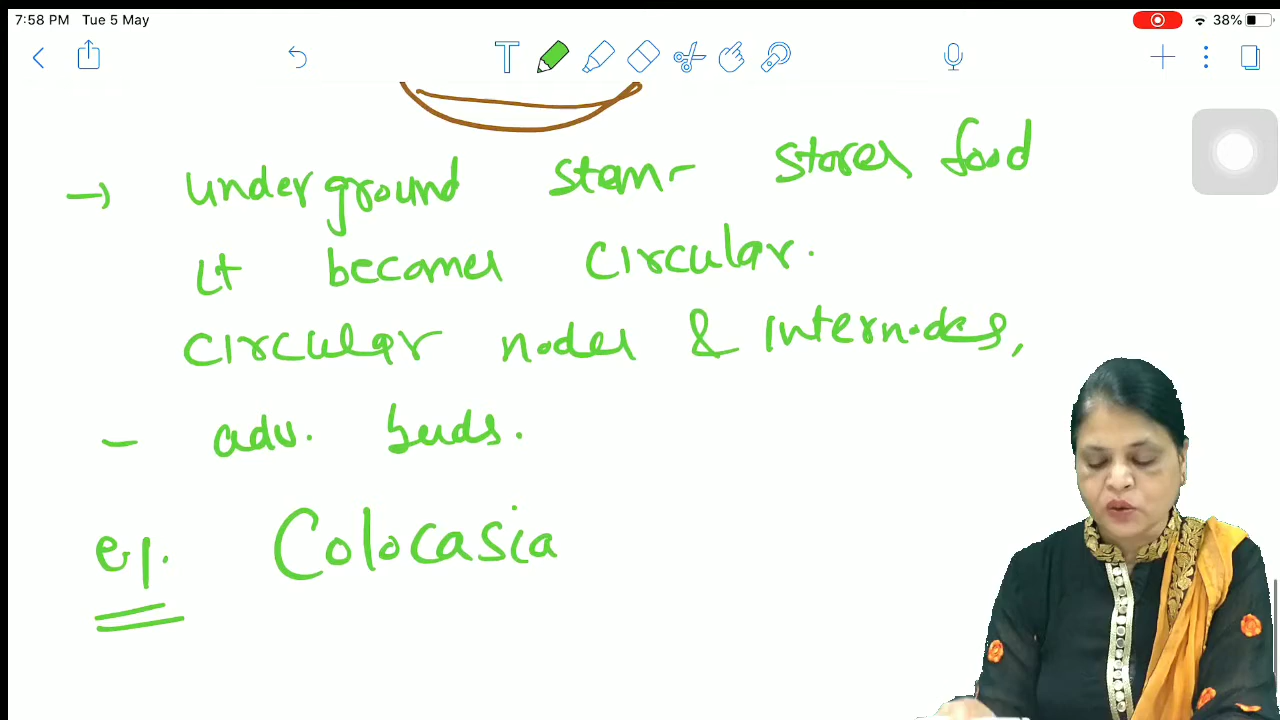 7:58 PM Tue 5 May
38%
T
→ underground stem - stores food
It becomes circular.
circular nodes & internodes,
- adv. buds.
eg. Colocasia